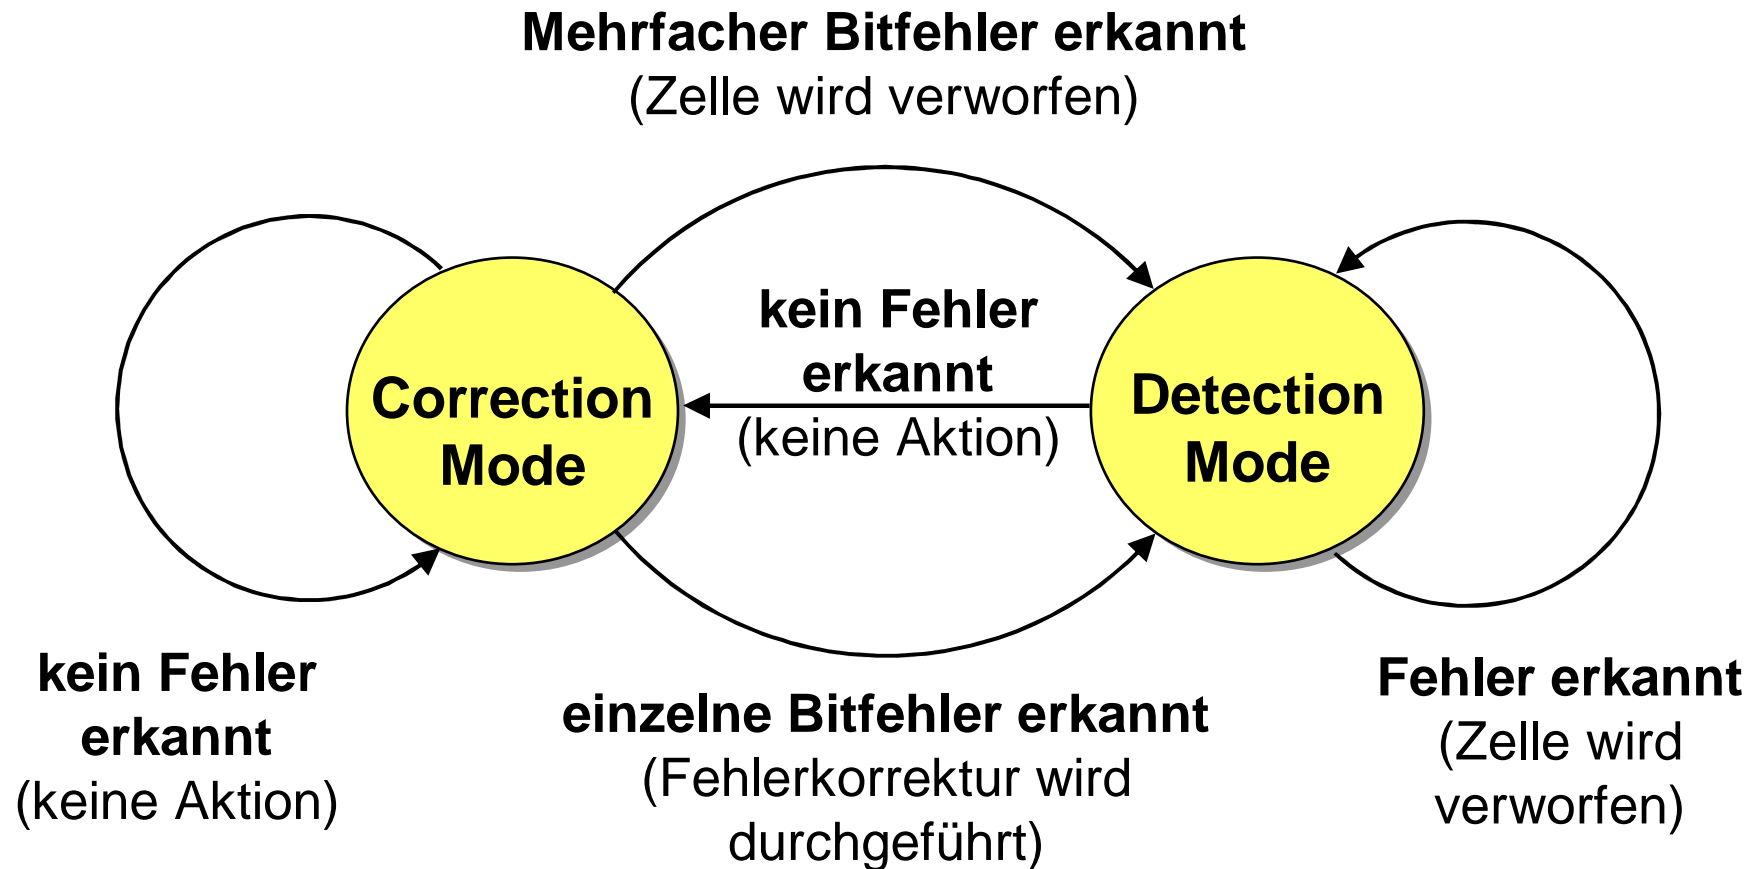 Mehrfacher Bitfehler erkannt
(Zelle wird verworfen)
kein Fehler
erkannt
(keine Aktion)
Correction
Mode
Detection
Mode
kein Fehler
erkannt
(keine Aktion)
einzelne Bitfehler erkannt
(Fehlerkorrektur wird
durchgeführt)
Fehler erkannt
(Zelle wird
verworfen)